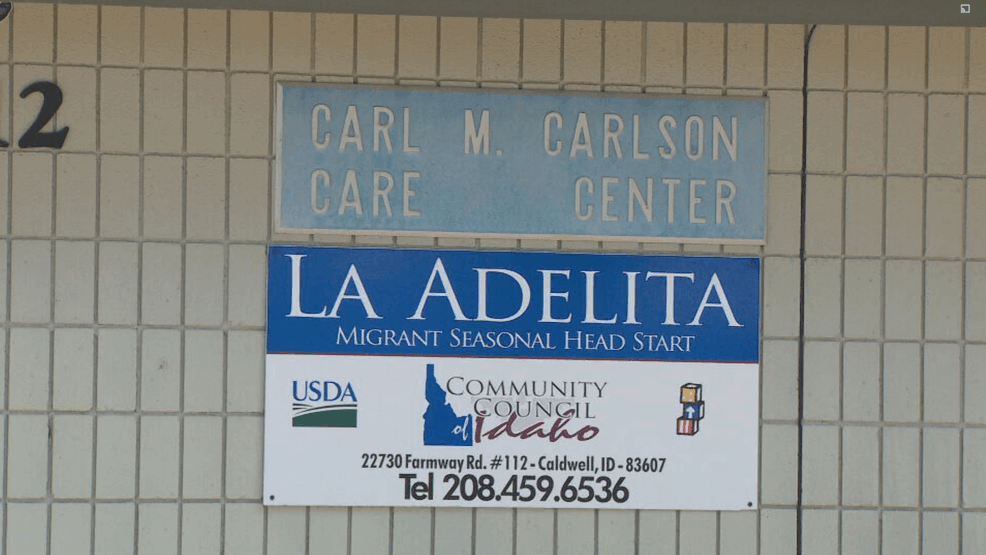 2
CARL M. CARLSON
CARE CENTER
LA ADELITA
MIGRANT SEASONAL HEAD START
USDA
COMMUNITY
COUNCIL
of Idaho
22730 Farmway Rd. #112 - Caldwell, ID - 83607
Tel 208.459.6536